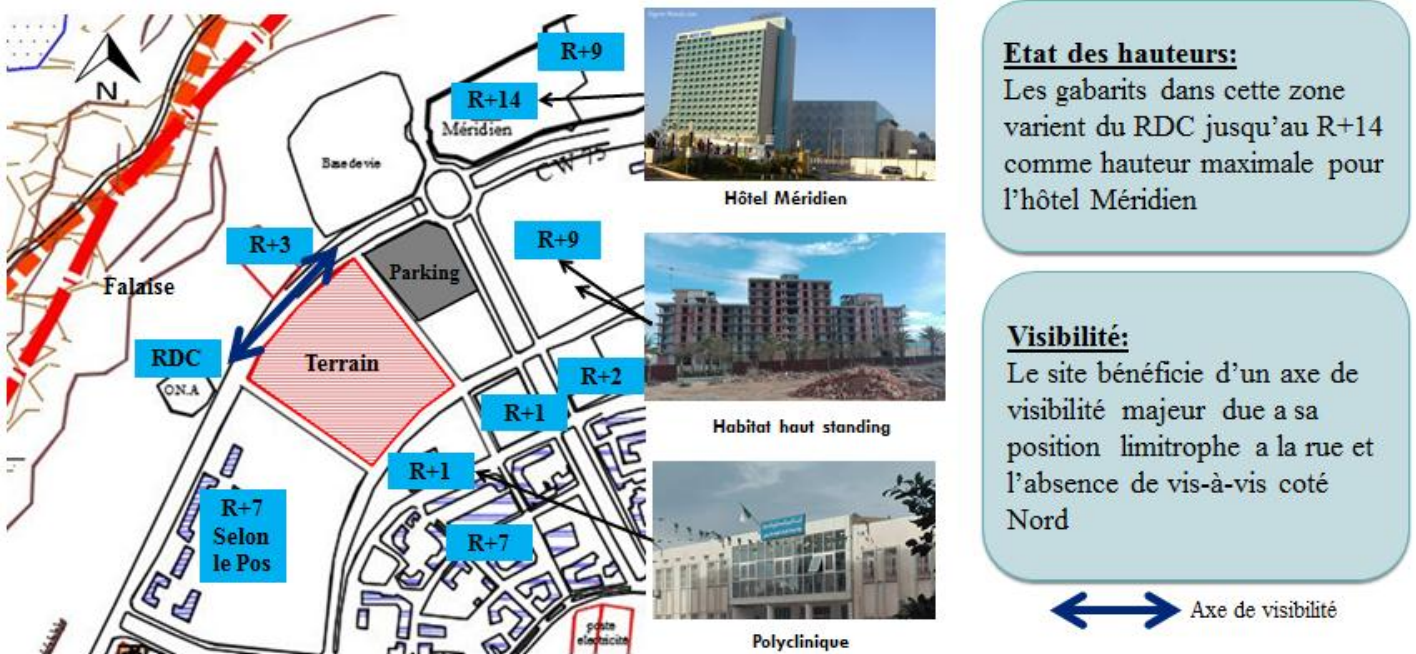 N
R+9
R+14
Méridien
Base de vie
CW 75
R+3
R+9
Parking
Falaise
RDC
Terrain
O.N.A
R+2
R+1
R+1
R+7
Selon
le Pos
R+7
poste
electricité
Hôtel Méridien
Habitat haut standing
Polyclinique
Etat des hauteurs:
Les gabarits dans cette zone
varient du RDC jusqu’au R+14
comme hauteur maximale pour
l’hôtel Méridien
Visibilité:
Le site bénéficie d’un axe de
visibilité majeur due a sa
position limitrophe a la rue et
l’absence de vis-à-vis coté
Nord
Axe de visibilité